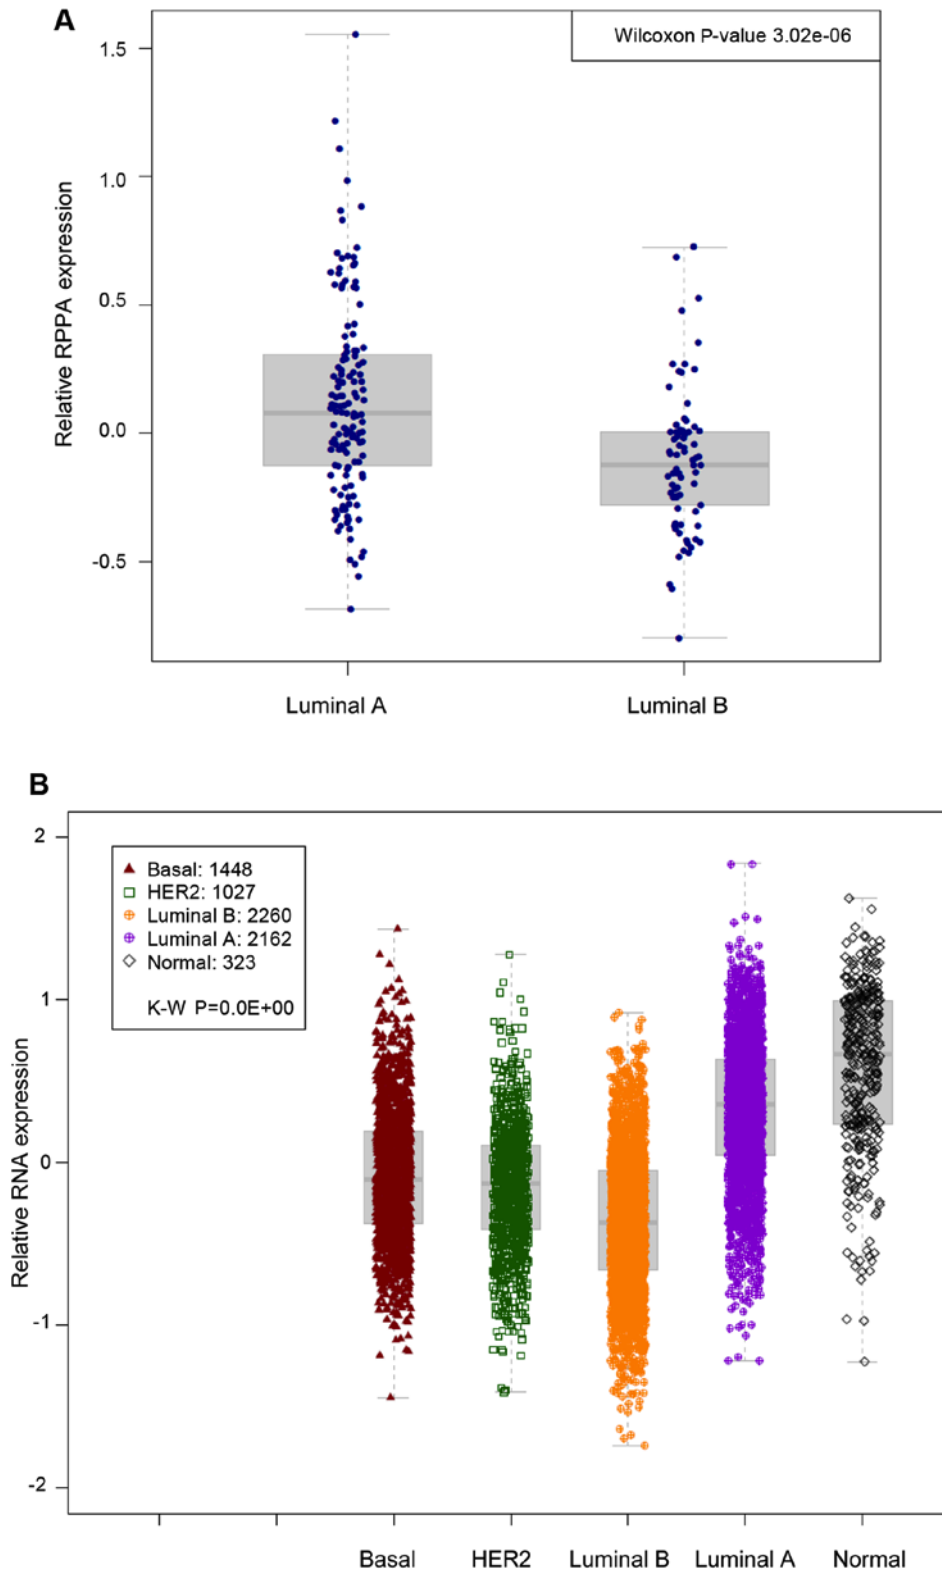 A
Wilcoxon P-value 3.02e-06
1.5
1.0
0.5
0.0
-0.5
Relative RPPA expression
Luminal A
Luminal B
B
2
1
0
-1
-2
Relative RNA expression
Basal: 1448
HER2: 1027
Luminal B: 2260
Luminal A: 2162
Normal: 323
K-W P=0.0E+00
Basal
HER2
Luminal B
Luminal A
Normal